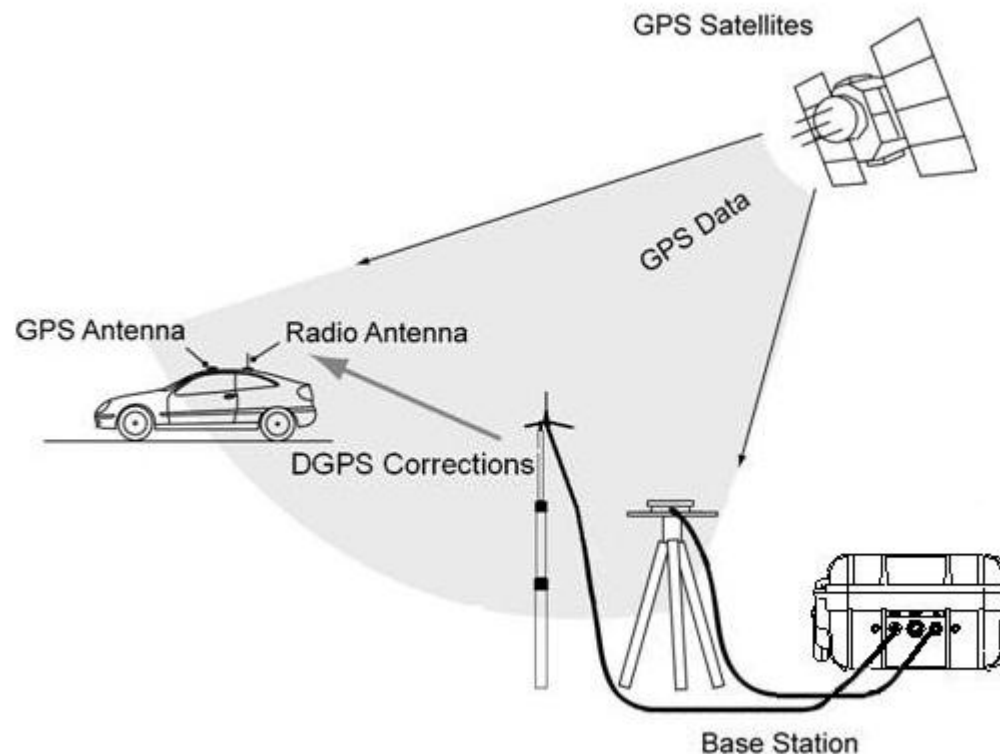 GPS Satellites
GPS Data
GPS Antenna
Radio Antenna
DGPS Corrections
Base Station